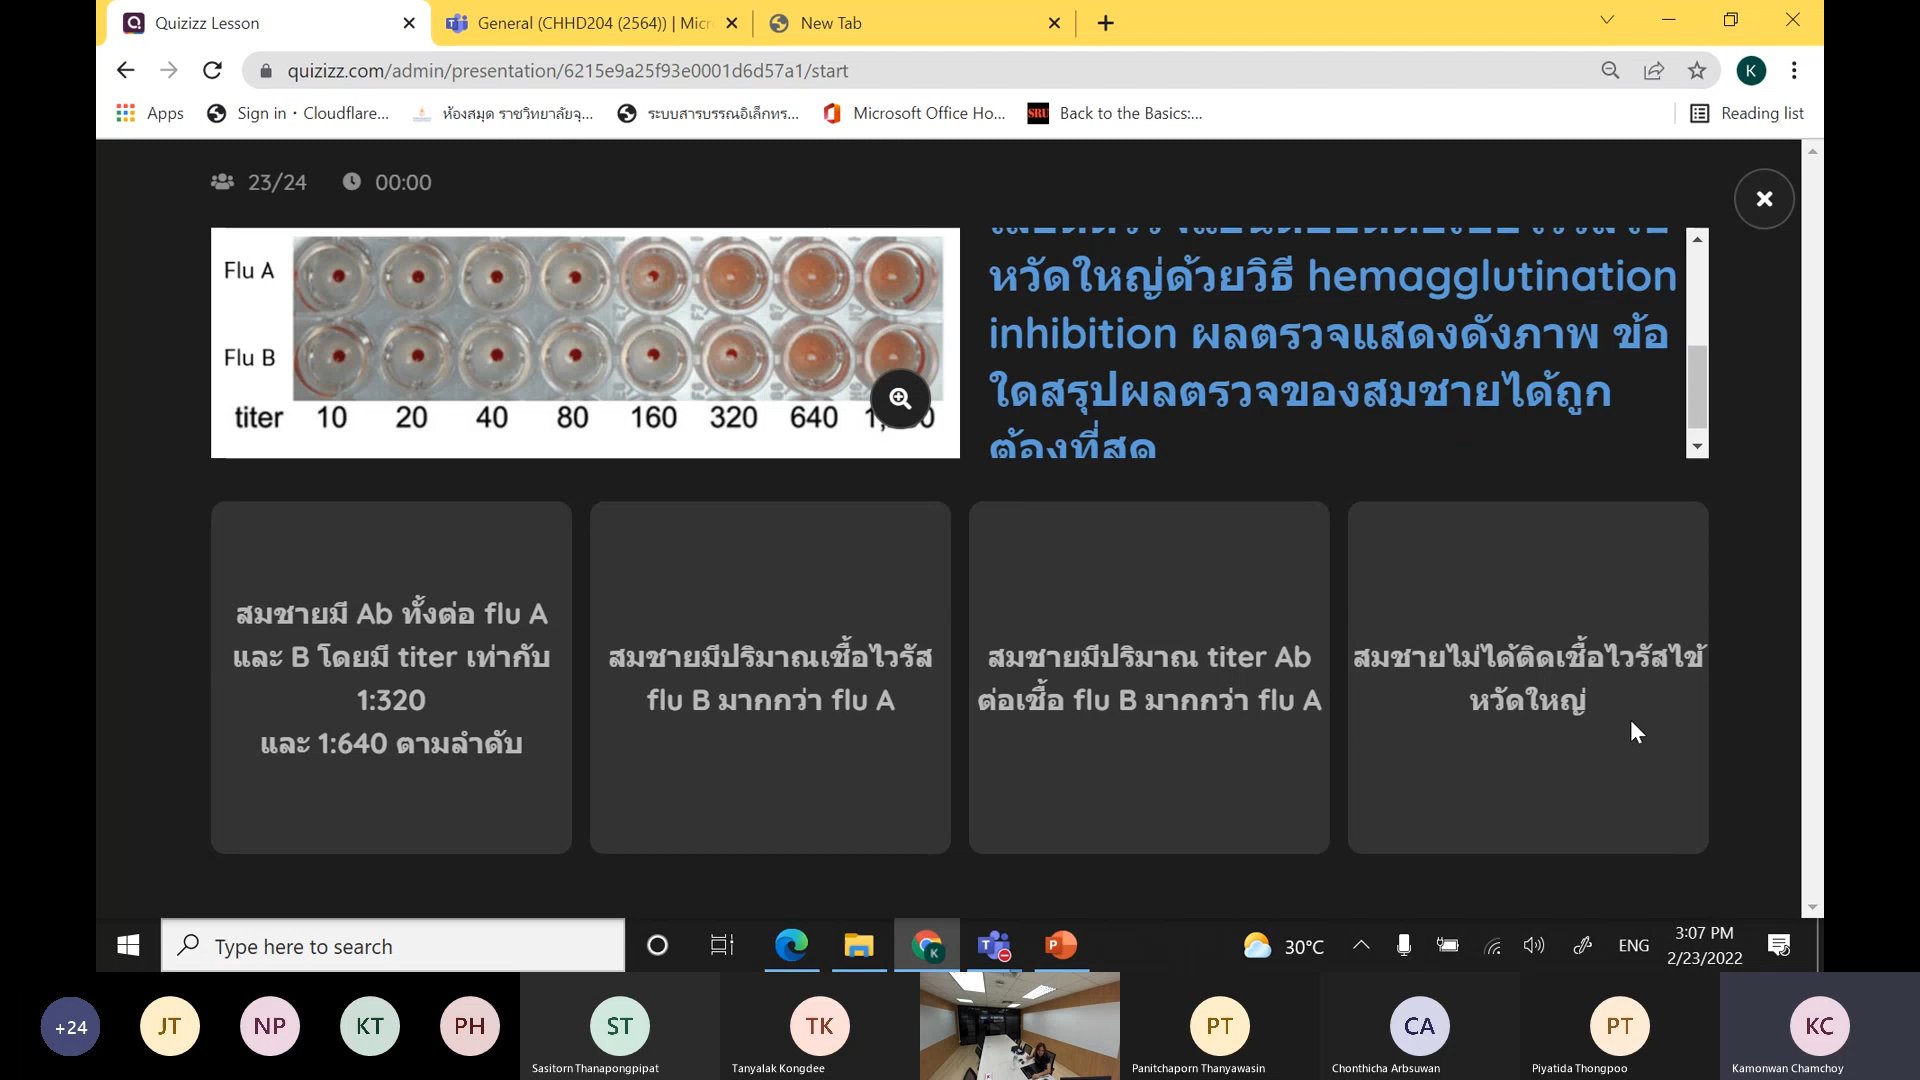 Quizizz Lesson
General (CHHD204 (2564)) | Micr
New Tab
quizizz.com/admin/presentation/6215e9a25f93e0001d6d57a1/start
K
Apps
Sign in · Cloudflare...
ห้องสมุด ราชวิทยาลัยจุ...
ระบบสารบรรณอิเล็กทร...
Microsoft Office Ho...
SRU
Back to the Basics:...
Reading list
23/24
00:00
Flu A
Flu B
titer 10 20 40 80 160 320 640
หวัดใหญ่ด้วยวิธี hemagglutination
inhibition ผลตรวจแสดงดังภาพ ข้อ
ใดสรุปผลตรวจของสมชายได้ถูก
ต้องที่สุด
สมชายมี Ab ทั้งต่อ flu A
และ B โดยมี titer เท่ากับ
1:320
และ 1:640 ตามลำดับ
สมชายมีปริมาณเชื้อไวรัส
flu B มากกว่า flu A
สมชายมีปริมาณ titer Ab
ต่อเชื้อ flu B มากกว่า flu A
สมชายไม่ได้ติดเชื้อไวรัสไข้
หวัดใหญ่
Type here to search
30°C
ENG
3:07 PM
2/23/2022
+24
JT
NP
KT
PH
ST
Sasitorn Thanapongpipat
TK
Tanyalak Kongdee
PT
Panitchaporn Thanyawasin
CA
Chonthicha Arbsuwan
PT
Piyatida Thongpoo
KC
Kamonwan Chamchoy